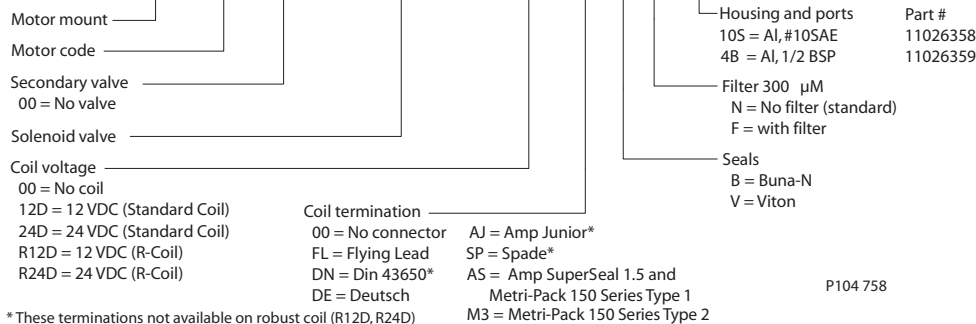 Motor mount
Motor code
Secondary valve
00 = No valve
Solenoid valve
Coil voltage
00 = No coil
12D = 12 VDC (Standard Coil)
24D = 24 VDC (Standard Coil)
R12D = 12 VDC (R-Coil)
R24D = 24 VDC (R-Coil)
* These terminations not available on robust coil (R12D, R24D)
Coil termination
00 = No connector
FL = Flying Lead
DN = Din 43650*
DE = Deutsch
AJ = Amp Junior*
SP = Spade*
AS = Amp SuperSeal 1.5 and
Metri-Pack 150 Series Type 1
M3 = Metri-Pack 150 Series Type 2
Housing and ports Part #
10S = Al, #10SAE 11026358
4B = Al, 1/2 BSP 11026359
Filter 300 µM
N = No filter (standard)
F = with filter
Seals
B = Buna-N
V = Viton
P104 758